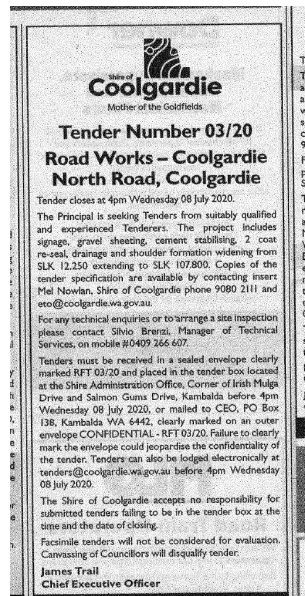 Shire of
Coolgardie
Mother of the Goldfields
Tender Number 03/20
Road Works – Coolgardie
North Road, Coolgardie
Tender closes at 4pm Wednesday 08 July 2020.
The Principal is seeking Tenders from suitably qualified
and experienced Tenderers. The project includes
signage, gravel sheeting, cement stabilising, 2 coat
re-seal, drainage and shoulder formation widening from
SLK 12.250 extending to SLK 107.800. Copies of the
tender specification are available by contacting insert
Mel Nowlan, Shire of Coolgardie phone 9080 2111 and
eto@coolgardie.wa.gov.au.
For any technical enquiries or to arrange a site inspection
please contact Silvio Brenzi, Manager of Technical
Services, on mobile #0409 266 607.
Tenders must be received in a sealed envelope clearly
marked RFT 03/20 and placed in the tender box located
at the Shire Administration Office, Corner of Irish Mulga
Drive and Salmon Gums Drive, Kambalda before 4pm
Wednesday 08 July 2020, or mailed to CEO, PO Box
138, Kambalda WA 6442, clearly marked on an outer
envelope CONFIDENTIAL - RFT 03/20. Failure to clearly
mark the envelope could jeopardise the confidentiality of
the tender. Tenders can also be lodged electronically at
tenders@coolgardie.wa.gov.au before 4pm Wednesday
08 July 2020.
The Shire of Coolgardie accepts no responsibility for
submitted tenders failing to be in the tender box at the
time and the date of closing.
Facsimile tenders will not be considered for evaluation.
Canvassing of Councillors will disqualify tender.
James Trail
Chief Executive Officer